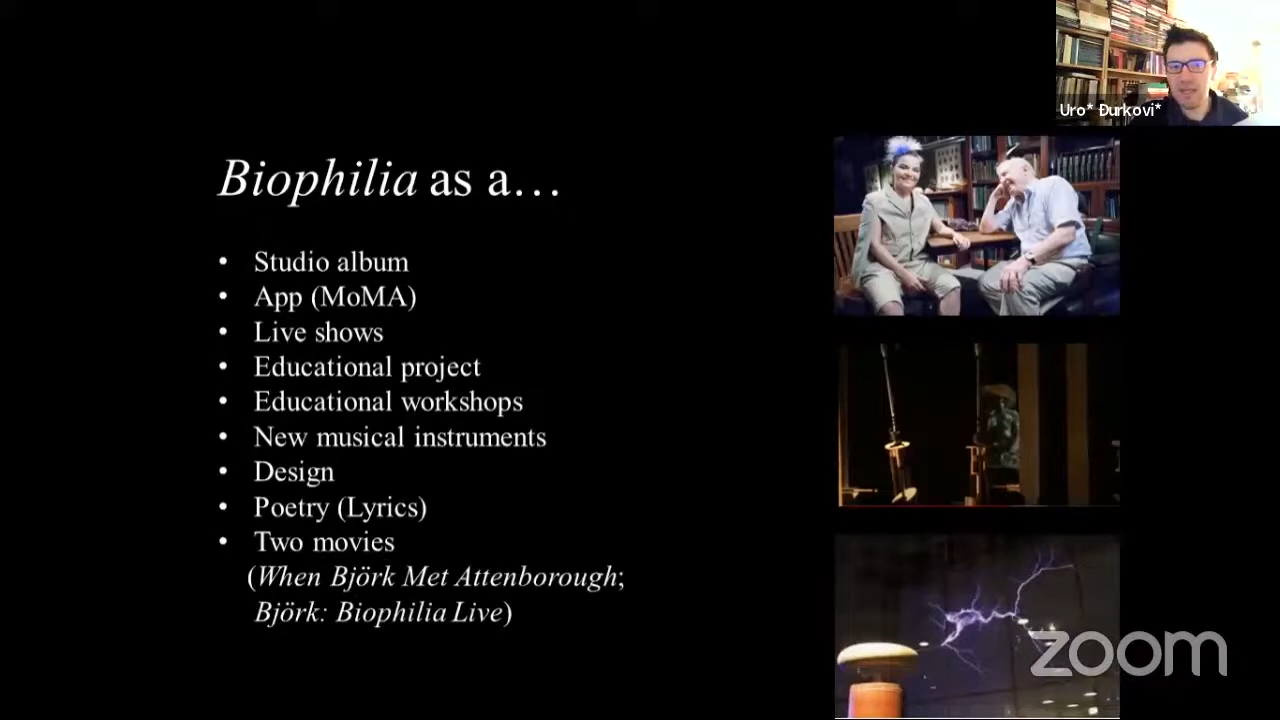 Uro* Đurkovi*
Biophilia as a…
• Studio album
• App (MoMA)
• Live shows
• Educational project
• Educational workshops
• New musical instruments
• Design
• Poetry (Lyrics)
• Two movies
(When Björk Met Attenborough;
Björk: Biophilia Live)
zoom